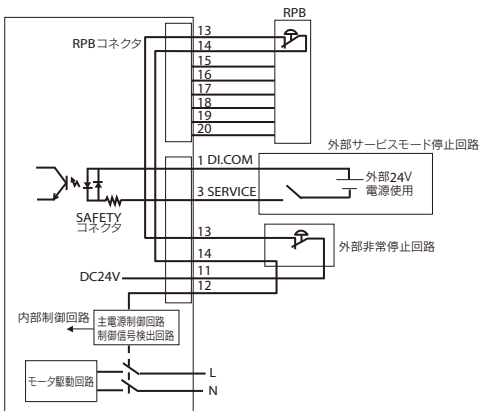 RPB
RPBコネクタ
13
14
15
16
17
18
19
20
外部サービスモード停止回路
1 DI.COM
外部24V
電源使用
3 SERVICE
SAFETY
コネクタ
13
14
外部非常停止回路
DC24V
11
12
内部制御回路
主電源制御回路
制御信号検出回路
モータ駆動回路
L
N